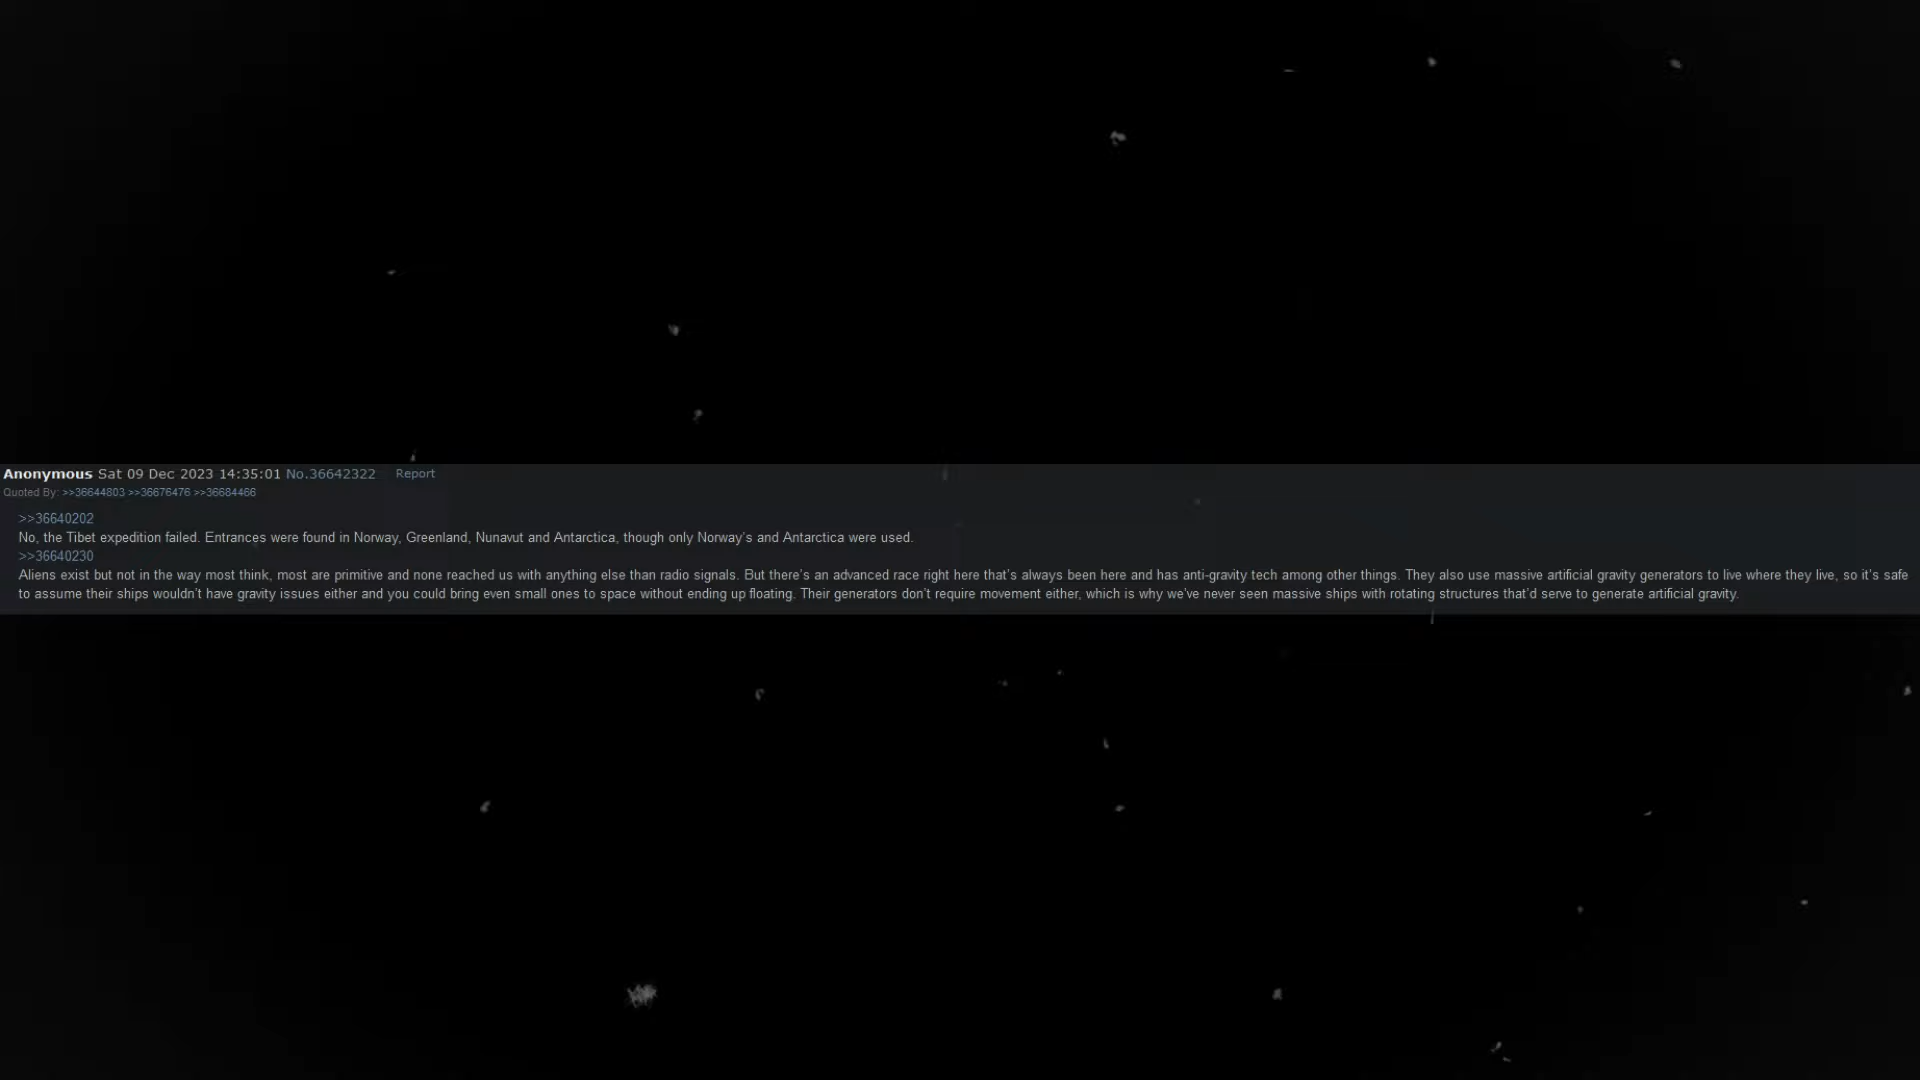 Anonymous Sat 09 Dec 2023 14:35:01 No.36642322 Report
Quoted By: >>36644803 >>36676476 >>36684466
>>36640202
No, the Tibet expedition failed. Entrances were found in Norway, Greenland, Nunavut and Antarctica, though only Norway's and Antarctica were used.
>>36640230
Aliens exist but not in the way most think, most are primitive and none reached us with anything else than radio signals. But there's an advanced race right here that's always been here and has anti-gravity tech among other things. They also use massive artificial gravity generators to live where they live, so it's safe
to assume their ships wouldn't have gravity issues either and you could bring even small ones to space without ending up floating. Their generators don't require movement either, which is why we've never seen massive ships with rotating structures that'd serve to generate artificial gravity.